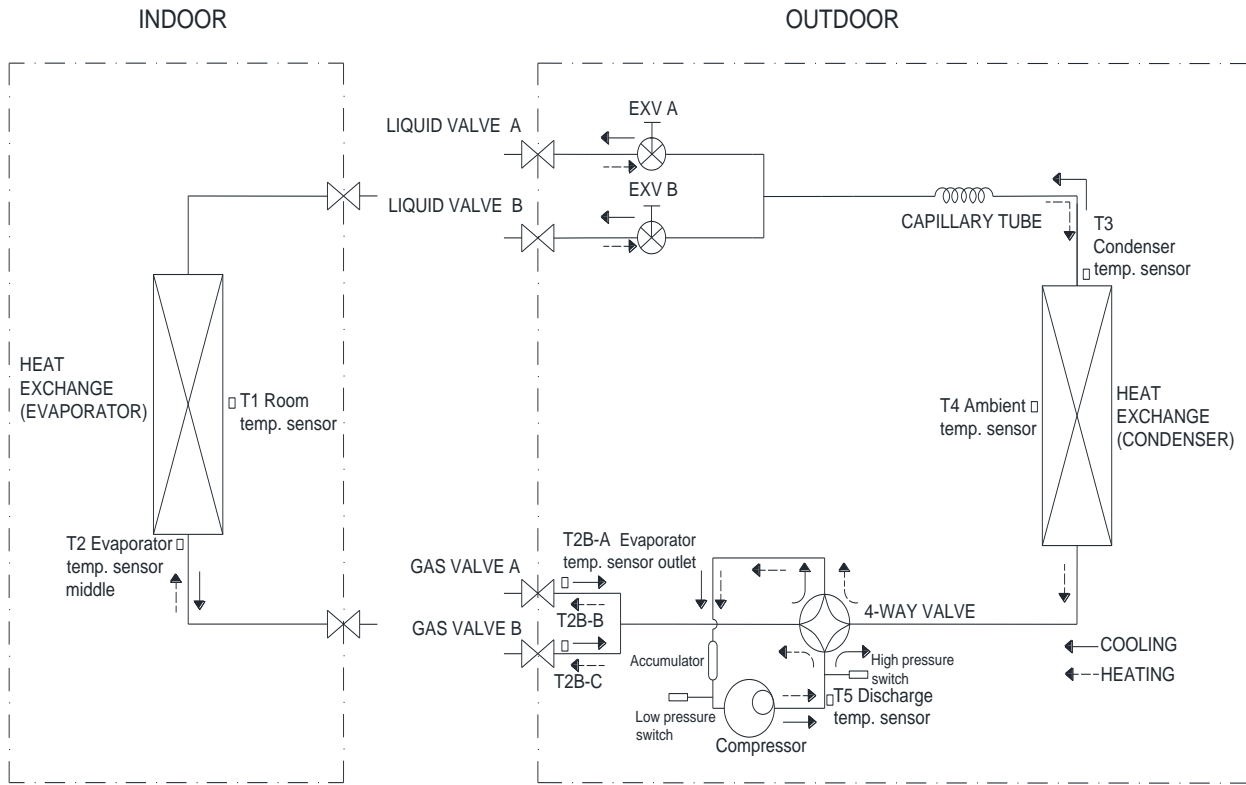 INDOOR
OUTDOOR
LIQUID VALVE  A
EXV A
LIQUID VALVE  B
EXV B
CAPILLARY TUBE
T3
Condenser
temp. sensor
HEAT
EXCHANGE
(EVAPORATOR)
T1 Room
temp. sensor
T4 Ambient
temp. sensor
HEAT
EXCHANGE
(CONDENSER)
T2 Evaporator
temp. sensor
middle
GAS VALVE A
T2B-A  Evaporator
temp. sensor outlet
T2B-B
GAS VALVE B
T2B-C
4-WAY VALVE
Accumulator
High pressure
switch
Low pressure
switch
T5 Discharge
temp. sensor
Compressor
COOLING
HEATING